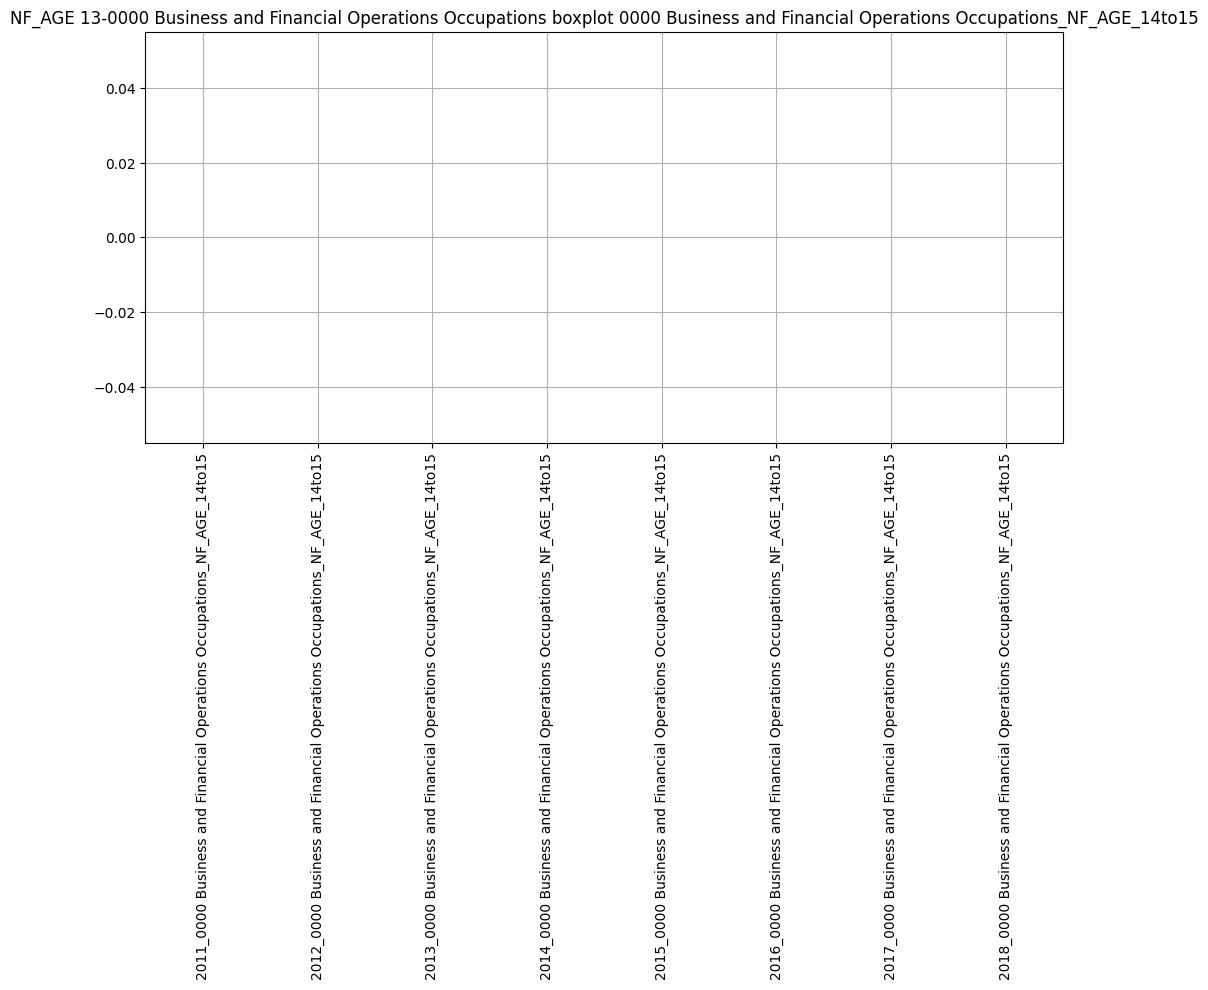 NF_AGE 13-0000 Business and Financial Operations Occupations boxplot 0000 Business and Financial Operations Occupations_NF_AGE_14to15
0.04
0.02
0.00
−0.02
−0.04
2011_0000 Business and Financial Operations Occupations_NF_AGE_14to15
2012_0000 Business and Financial Operations Occupations_NF_AGE_14to15
2013_0000 Business and Financial Operations Occupations_NF_AGE_14to15
2014_0000 Business and Financial Operations Occupations_NF_AGE_14to15
2015_0000 Business and Financial Operations Occupations_NF_AGE_14to15
2016_0000 Business and Financial Operations Occupations_NF_AGE_14to15
2017_0000 Business and Financial Operations Occupations_NF_AGE_14to15
2018_0000 Business and Financial Operations Occupations_NF_AGE_14to15